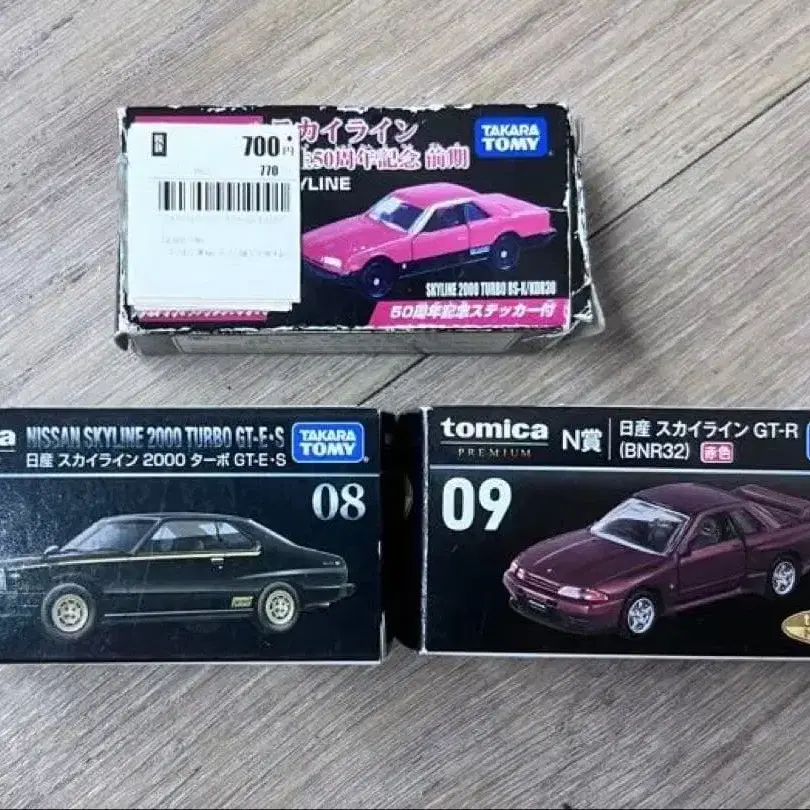 スカイライン
50周年記念 前期
TAKARA
TOMY
700円
770
YLINE
SKYLINE 2000 TURBO RS-X/KDR30
50周年記念ステッカー付
NISSAN SKYLINE 2000 TURBO GT-E・S
日産 スカイライン 2000 ターボ GT-E・S
TAKARA
TOMY
08
tomica
PREMIUM
N賞
日産 スカイライン GT-R
(BNR32) 赤色
09